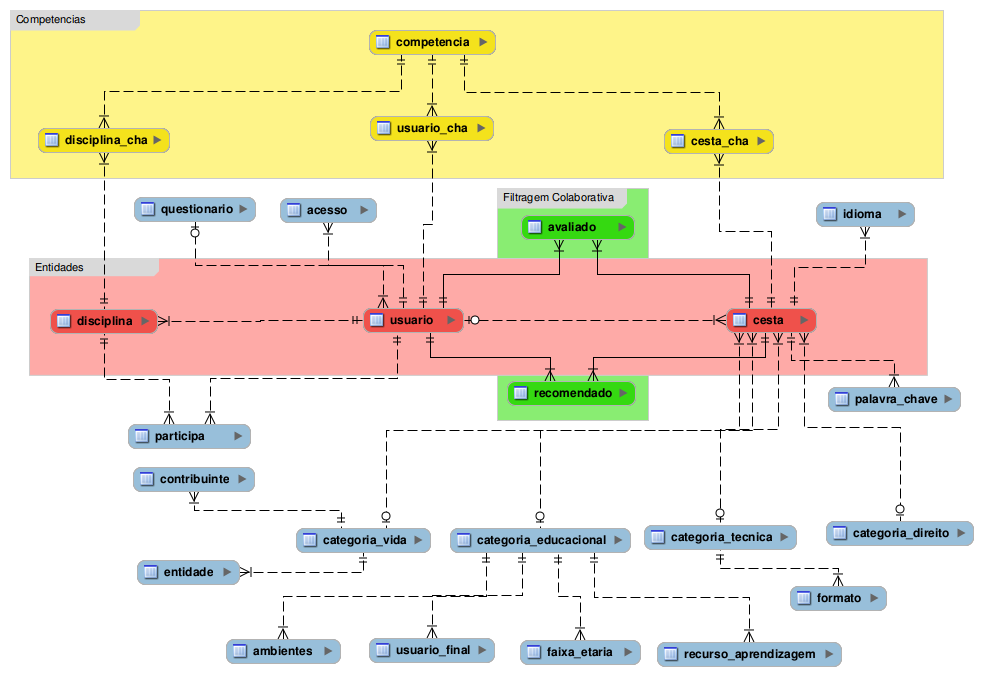 Competencias
competencia
disciplina_cha
usuario_cha
cesta_cha
Filtragem Colaborativa
questionario
acesso
avaliado
idioma
Entidades
disciplina
usuario
cesta
recomendado
palavra_chave
participa
contribuinte
categoria_vida
categoria_educacional
categoria_tecnica
categoria_direito
entidade
formato
ambientes
usuario_final
faixa_etaria
recurso_aprendizagem